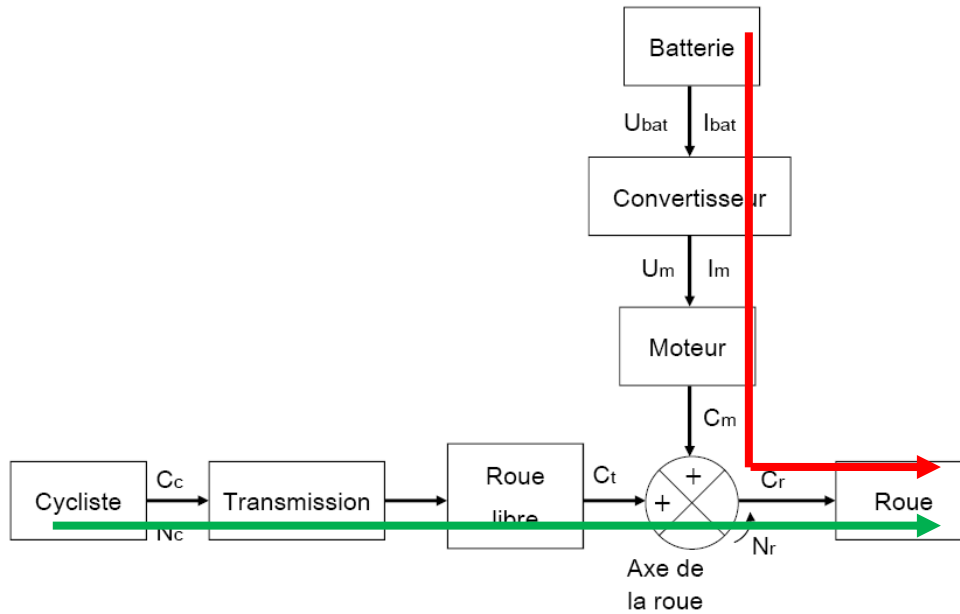 Batterie
Ubat Ibat
Convertisseur
Um Im
Moteur
Cm
Cycliste
Cc
Nc
Transmission
Roue
libre
Ct
+
+
Cr
Nr
Roue
Axe de
la roue